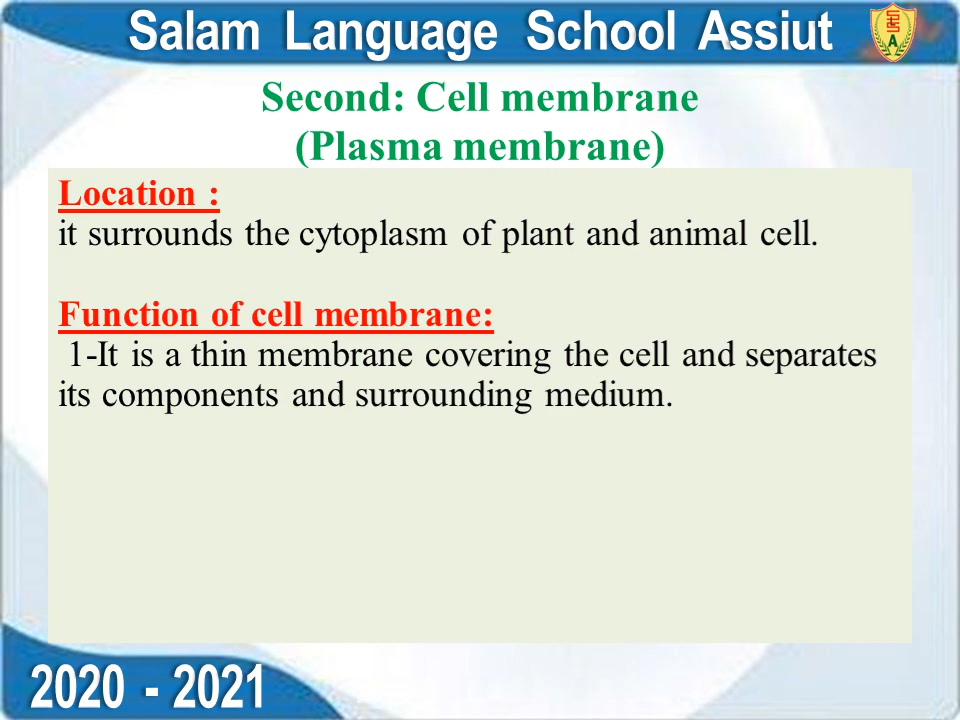 Salam Language School Assiut
A
Second: Cell membrane
(Plasma membrane)
Location :
it surrounds the cytoplasm of plant and animal cell.
Function of cell membrane:
1-It is a thin membrane covering the cell and separates
its components and surrounding medium.
2020 - 2021